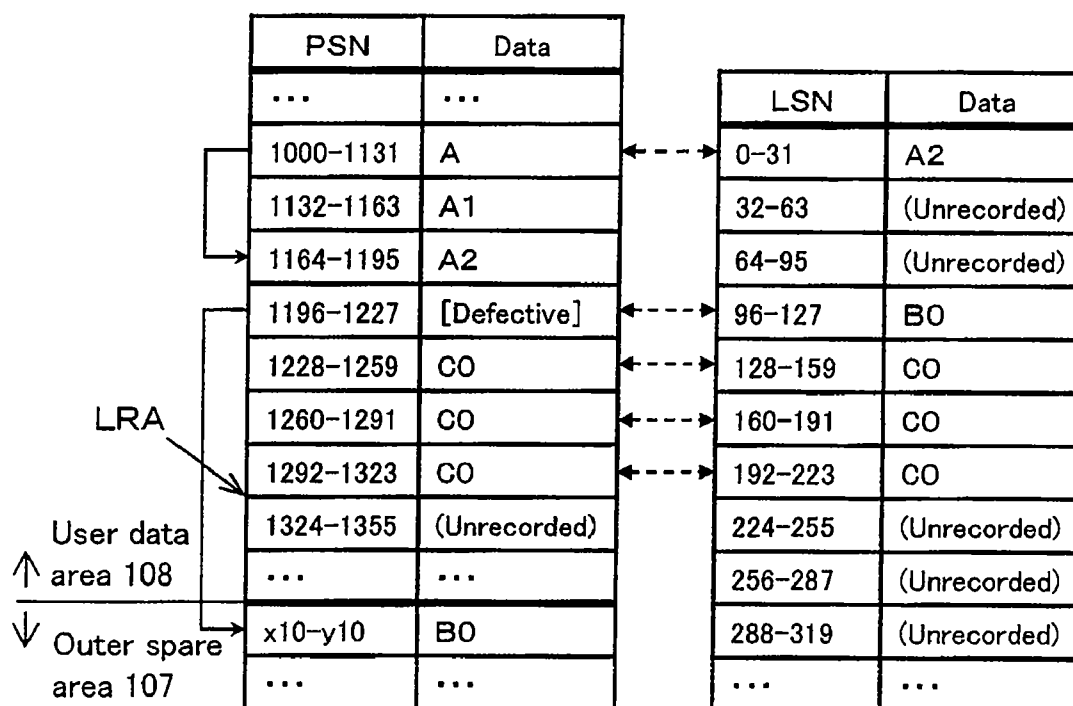 PSN Data
... ...
1000-1131 A
1132-1163 A1
1164-1195 A2
1196-1227 [Defective]
1228-1259 CO
1260-1291 CO
1292-1323 CO
1324-1355 (Unrecorded)
... ...
x10-y10 BO
... ...
LSN Data
0-31 A2
32-63 (Unrecorded)
64-95 (Unrecorded)
96-127 BO
128-159 CO
160-191 CO
192-223 CO
224-255 (Unrecorded)
256-287 (Unrecorded)
288-319 (Unrecorded)
... ...
LRA
User data
area 108
Outer spare
area 107